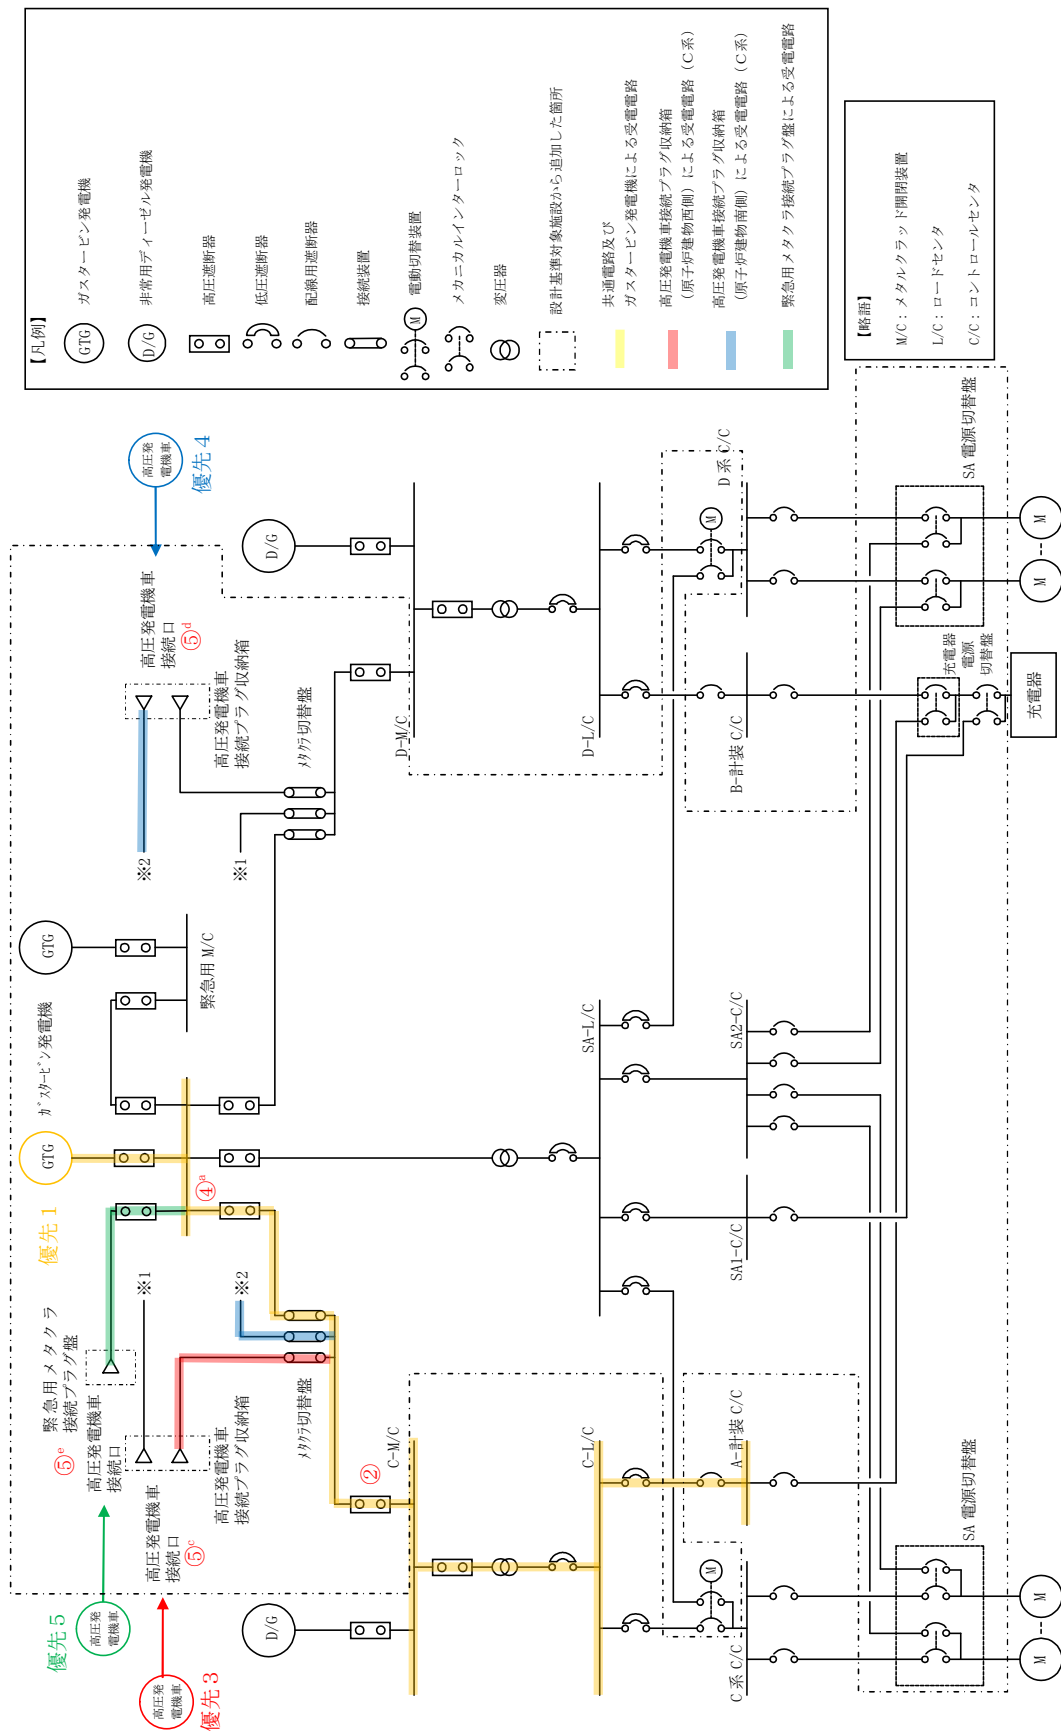 優先5
高圧発
電機車
優先3
高圧発
電機車
⑤e
緊急用メタクラ
接続プラグ盤
高圧発電機車
接続口
高圧発電機車
接続口
⑤c
高圧発電機車
接続プラグ収納箱
※1
※2
メタクラ切替盤
優先1
GTG
ガスタービン発電機
GTG
④a
緊急用 M/C
優先4
高圧発
電機車
高圧発電機車
接続口
⑤d
高圧発電機車
接続プラグ収納箱
※2
※1
メタクラ切替盤
D/G
②
C-M/C
D/G
D-M/C
C-L/C
SA-L/C
D-L/C
M
C系 C/C
A-計装 C/C
SA1-C/C
SA2-C/C
B-計装 C/C
M
D系 C/C
SA 電源切替盤
M
M
充電器
電源
切替盤
充電器
SA 電源切替盤
M
M
【凡例】
GTG
ガスタービン発電機
D/G
非常用ディーゼル発電機
高圧遮断器
低圧遮断器
配線用遮断器
接続装置
M
電動切替装置
メカニカルインターロック
変圧器
設計基準対象施設から追加した箇所
共通電路及び
ガスタービン発電機による受電電路
高圧発電機車接続プラグ収納箱
（原子炉建物西側）による受電電路（C系）
高圧発電機車接続プラグ収納箱
（原子炉建物南側）による受電電路（C系）
緊急用メタクラ接続プラグ盤による受電電路
【略語】
M/C：メタルクラッド開閉装置
L/C：ロードセンタ
C/C：コントロールセンタ